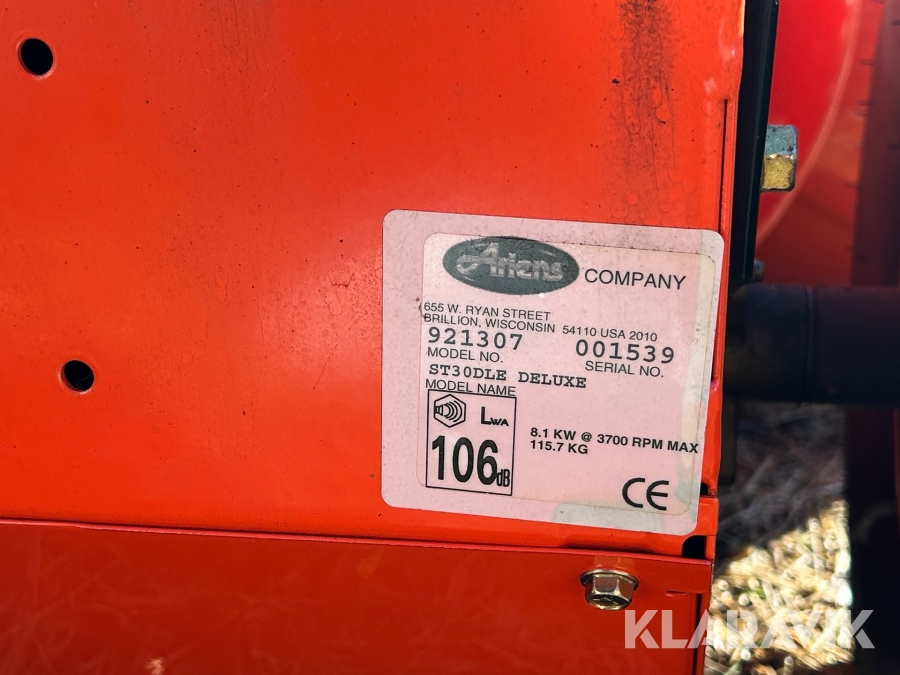 Ariens COMPANY
655 W. RYAN STREET
BRILLION, WISCONSIN 54110 USA 2010
921307 001539
MODEL NO. SERIAL NO.
ST30DLE DELUXE
MODEL NAME
LWA
106dB
8.1 KW @ 3700 RPM MAX
115.7 KG
CE
KLARAVIK